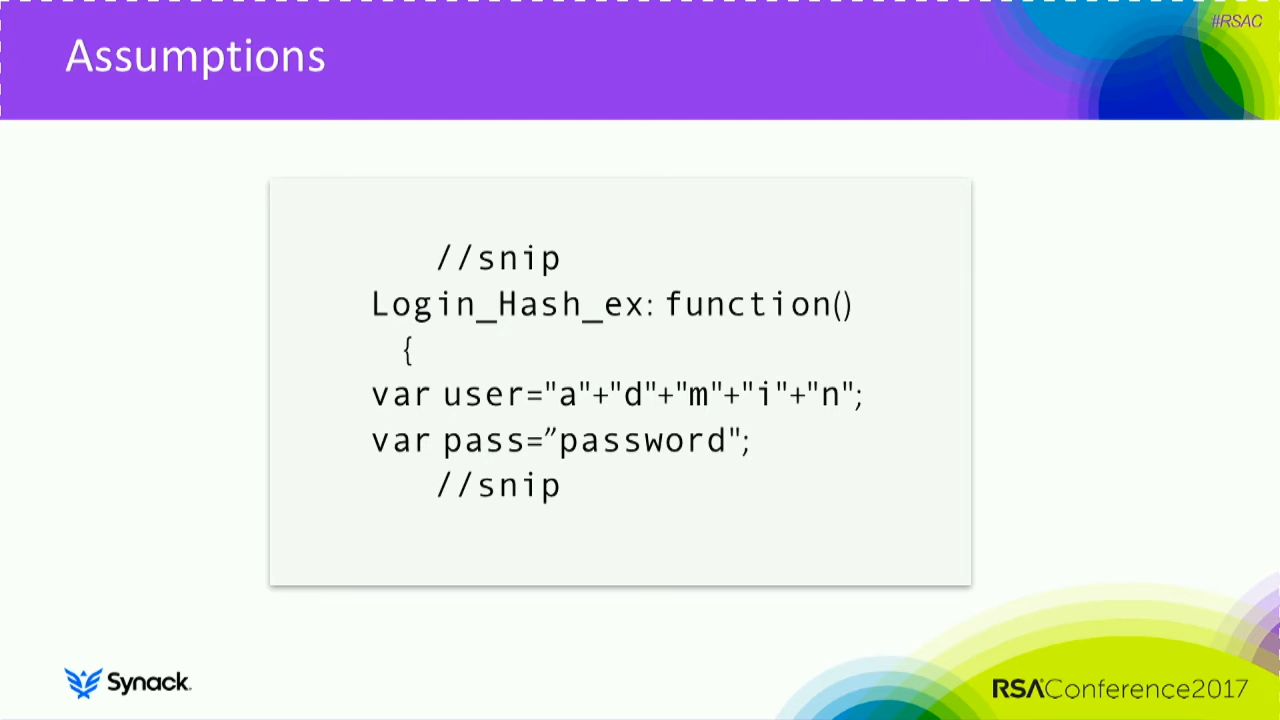 #RSAC
Assumptions
//snip
Login_Hash_ex: function()
{
var user="a"+"d"+"m"+"i"+"n";
var pass=”password";
//snip
Synack
RSAConference2017